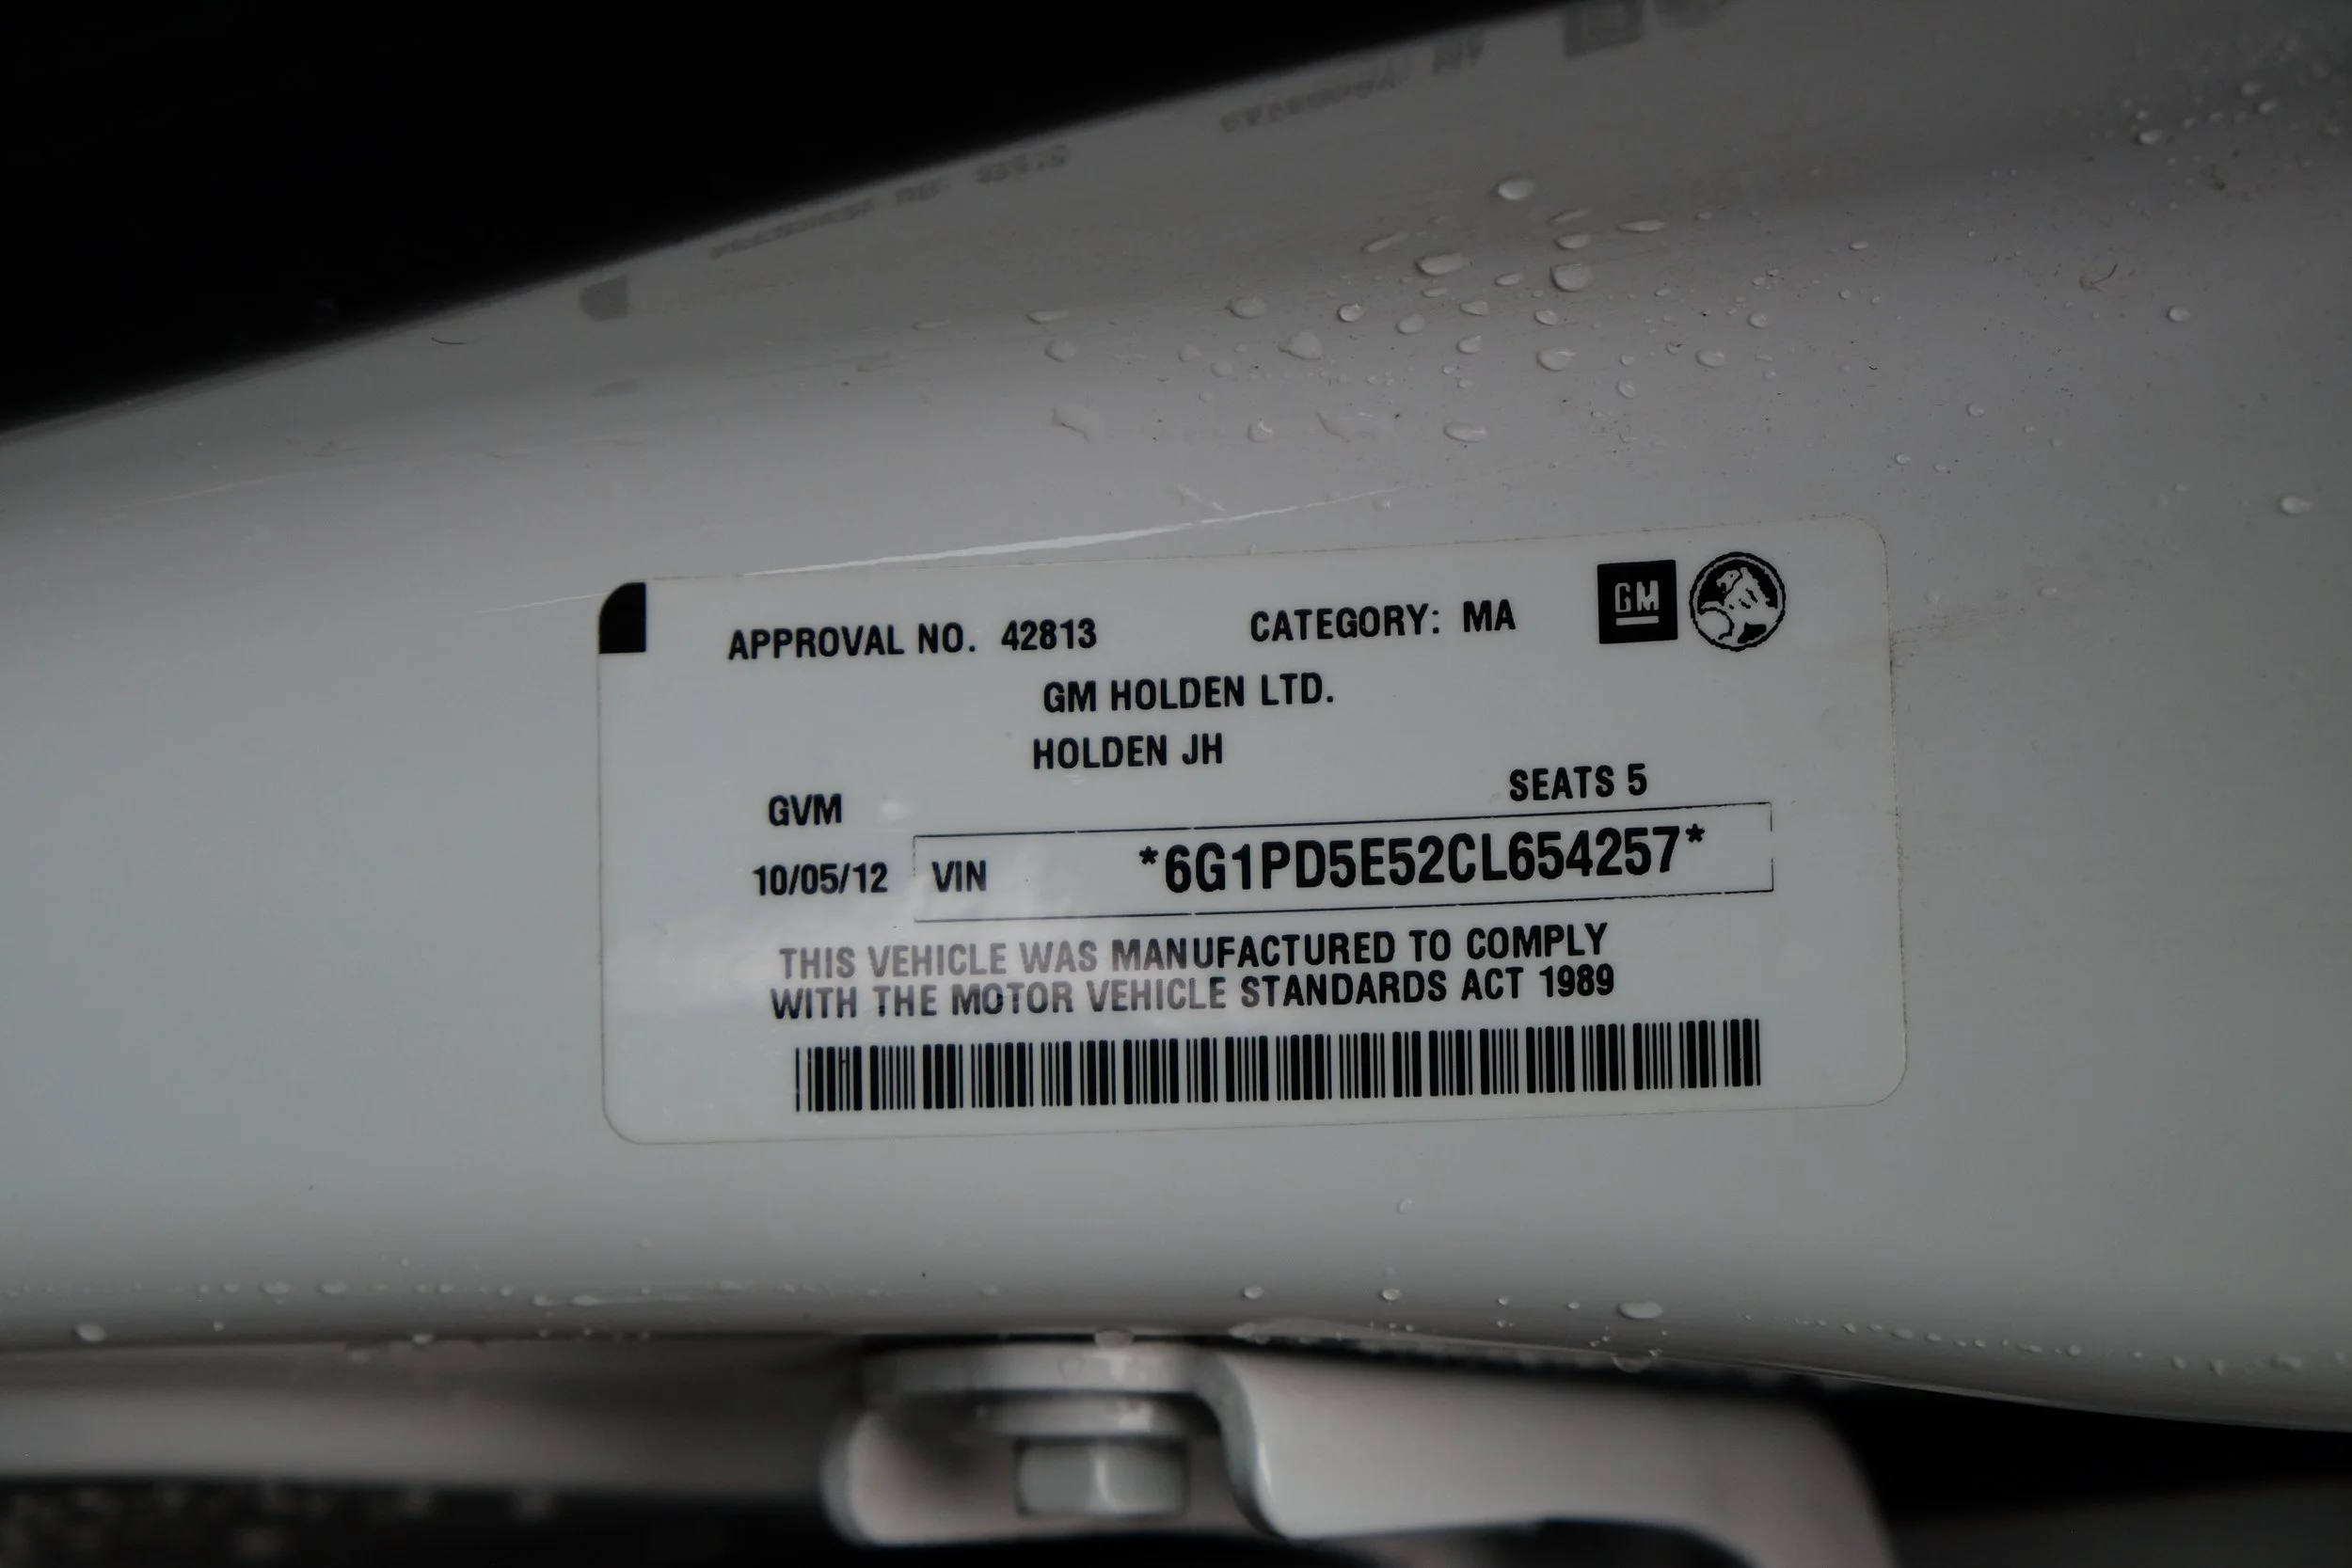 APPROVAL NO. 42813 CATEGORY: MA GM
GM HOLDEN LTD.
HOLDEN JH
SEATS 5
GVM
10/05/12 VIN *6G1PD5E52CL654257*
THIS VEHICLE WAS MANUFACTURED TO COMPLY
WITH THE MOTOR VEHICLE STANDARDS ACT 1989